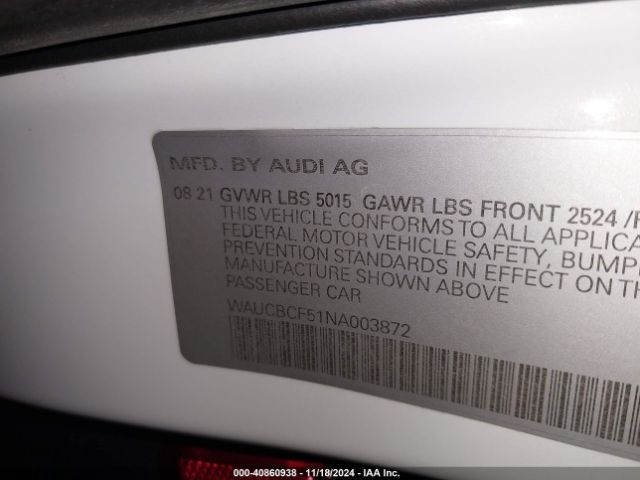 MFD. BY AUDI AG
08 21 GVWR LBS 5015 GAWR LBS FRONT 2524 /R
THIS VEHICLE CONFORMS TO ALL APPLICA
FEDERAL MOTOR VEHICLE SAFETY, BUMP
PREVENTION STANDARDS IN EFFECT ON TH
MANUFACTURE SHOWN ABOVE
PASSENGER CAR
WAUCBCF51NA003872
000-40860938 - 11/18/2024 - IAA Inc.